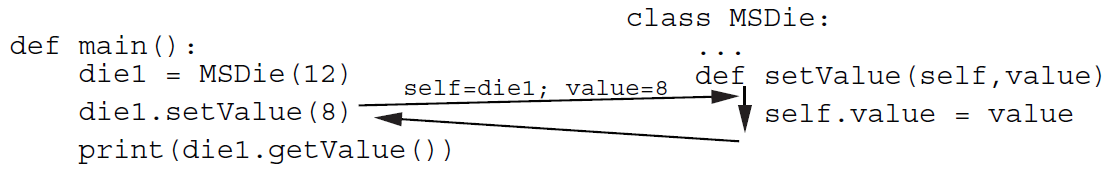 def main():
    die1 = MSDie(12)
    die1.setValue(8)
    print(die1.getValue())
self=die1; value=8
class MSDie:
    ...
    def setValue(self,value)
        self.value = value